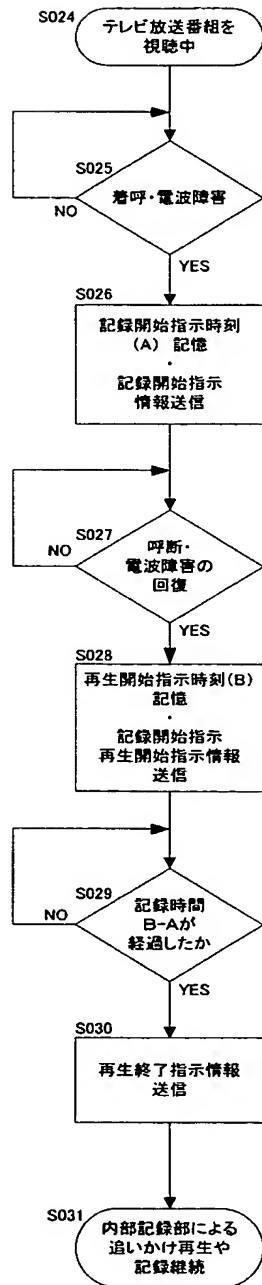 S024
テレビ放送番組を
視聴中
S025
着呼・電波障害
NO
YES
S026
記録開始指示時刻
(A) 記憶
・
記録開始指示
情報送信
S027
呼断・
電波障害の
回復
NO
YES
S028
再生開始指示時刻(B)
記憶
・
記録開始指示
再生開始指示情報
送信
S029
記録時間
B-Aが
経過したか
NO
YES
S030
再生終了指示情報
送信
S031
内部記録部による
追いかけ再生や
記録継続